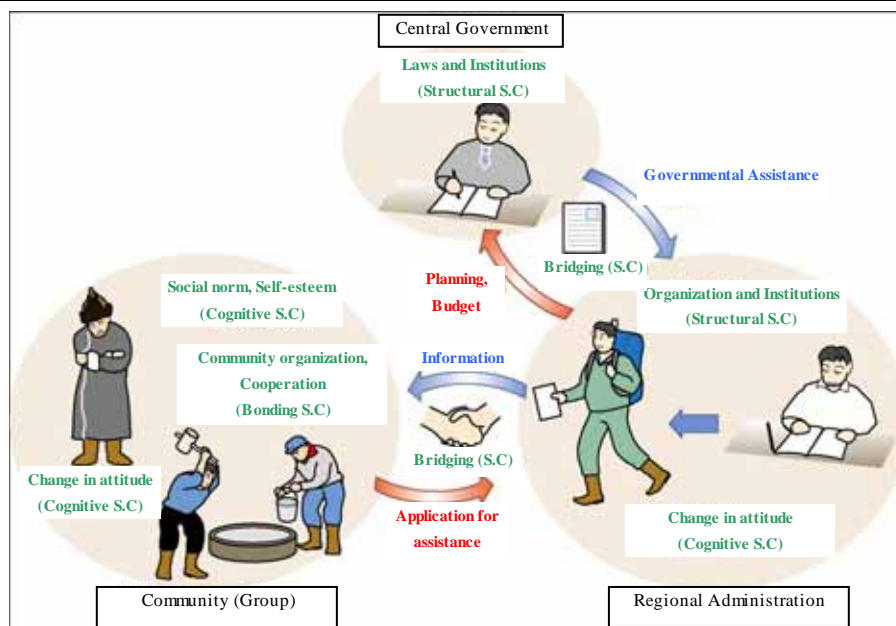 Central Government
Laws and Institutions
(Structural S.C)
Governmental Assistance
Bridging (S.C)
Planning,
Budget
Social norm, Self-esteem
(Cognitive S.C)
Organization and Institutions
(Structural S.C)
Community organization,
Cooperation
(Bonding S.C)
Information
Bridging (S.C)
Change in attitude
(Cognitive S.C)
Application for
assistance
Change in attitude
(Cognitive S.C)
Community (Group)
Regional Administration